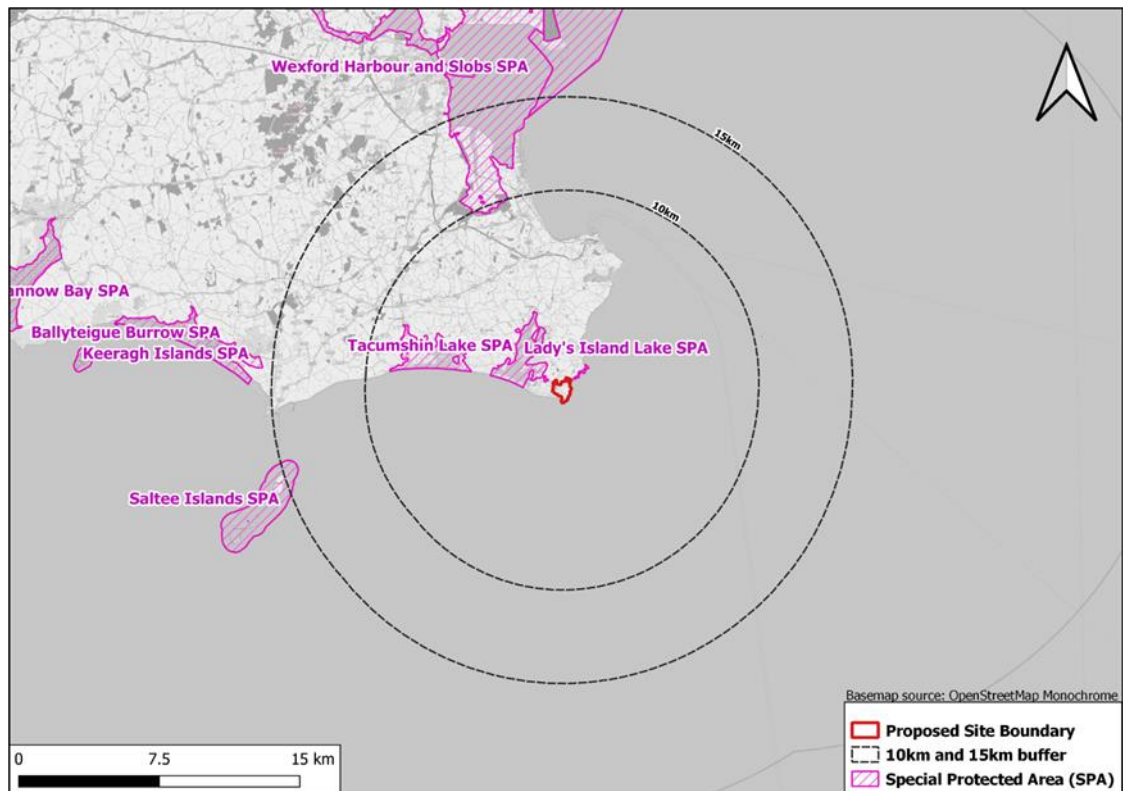 Wexford Harbour and Slobs SPA
15km
10km
annow Bay SPA
Ballyteigue Burrow SPA
Keeragh Islands SPA
Tacumshin Lake SPA
Lady's Island Lake SPA
Saltee Islands SPA
Basemap source: OpenStreetMap Monochrome
Proposed Site Boundary
10km and 15km buffer
Special Protected Area (SPA)
0 7.5 15 km